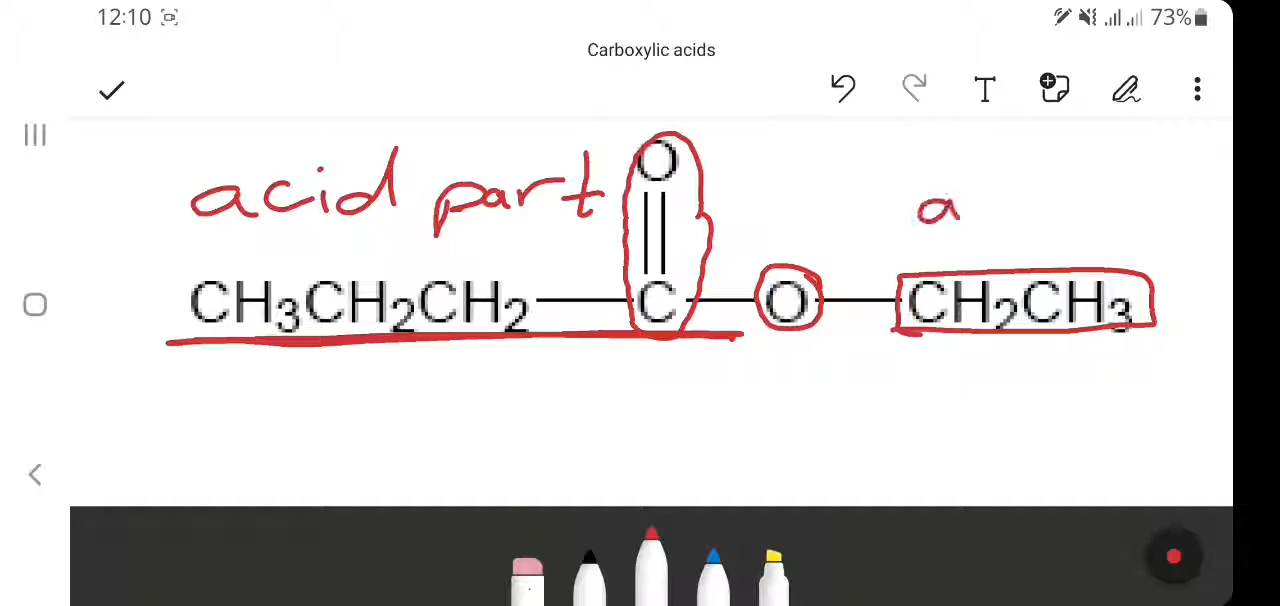 12:10 73%
Carboxylic acids
T
acid part O a
CH₃CH₂CH₂ C O CH₂CH₃